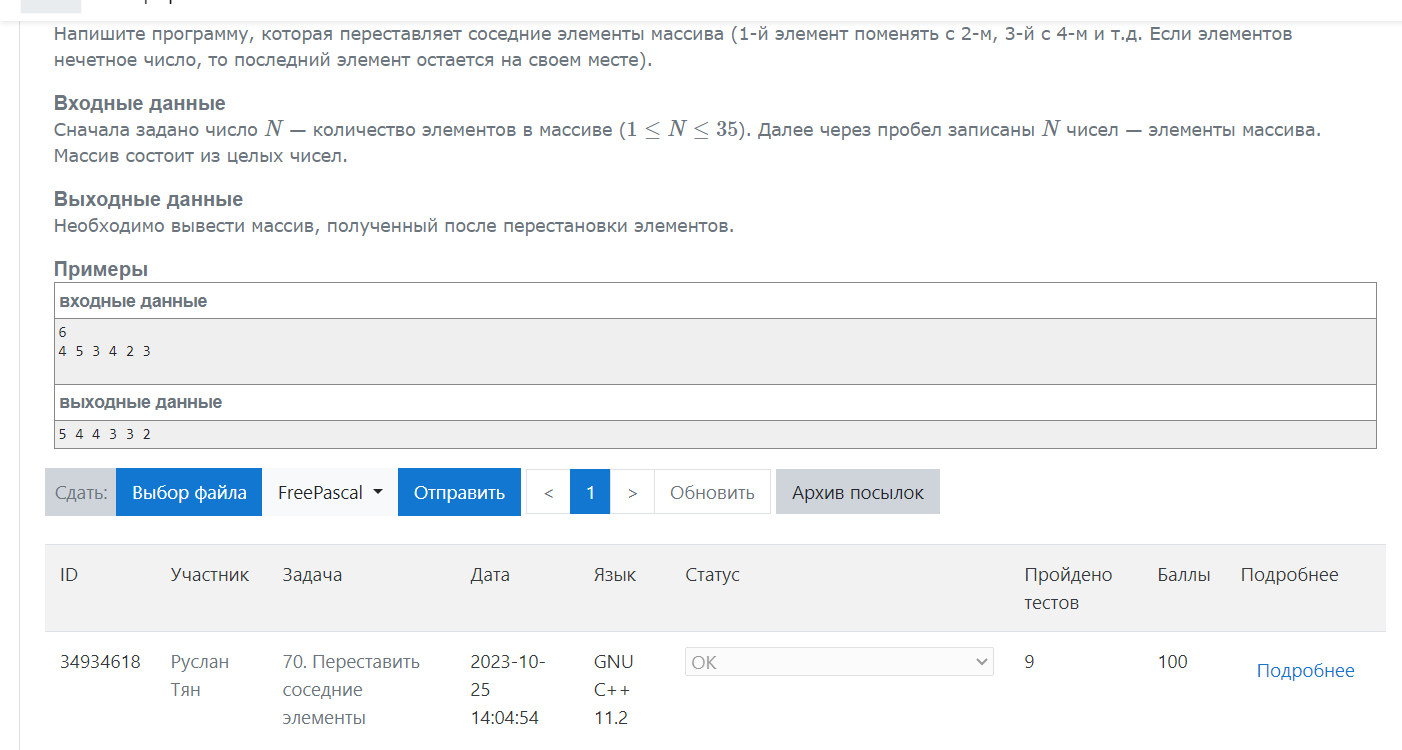 Напишите программу, которая переставляет соседние элементы массива (1-й элемент поменять с 2-м, 3-й с 4-м и т.д. Если элементов
нечетное число, то последний элемент остается на своем месте).
Входные данные
Сначала задано число N — количество элементов в массиве (1 ≤ N ≤ 35). Далее через пробел записаны N чисел — элементы массива.
Массив состоит из целых чисел.
Выходные данные
Необходимо вывести массив, полученный после перестановки элементов.
Примеры
входные данные
6
4 5 3 4 2 3
выходные данные
5 4 4 3 3 2
Сдать: Выбор файла FreePascal Отправить < 1 > Обновить Архив посылок
ID Участник Задача Дата Язык Статус Пройдено Баллы Подробнее
тестов
34934618 Руслан 70. Переставить 2023-10- GNU OK 9 100 Подробнее
Тян соседние 25 C++
элементы 14:04:54 11.2